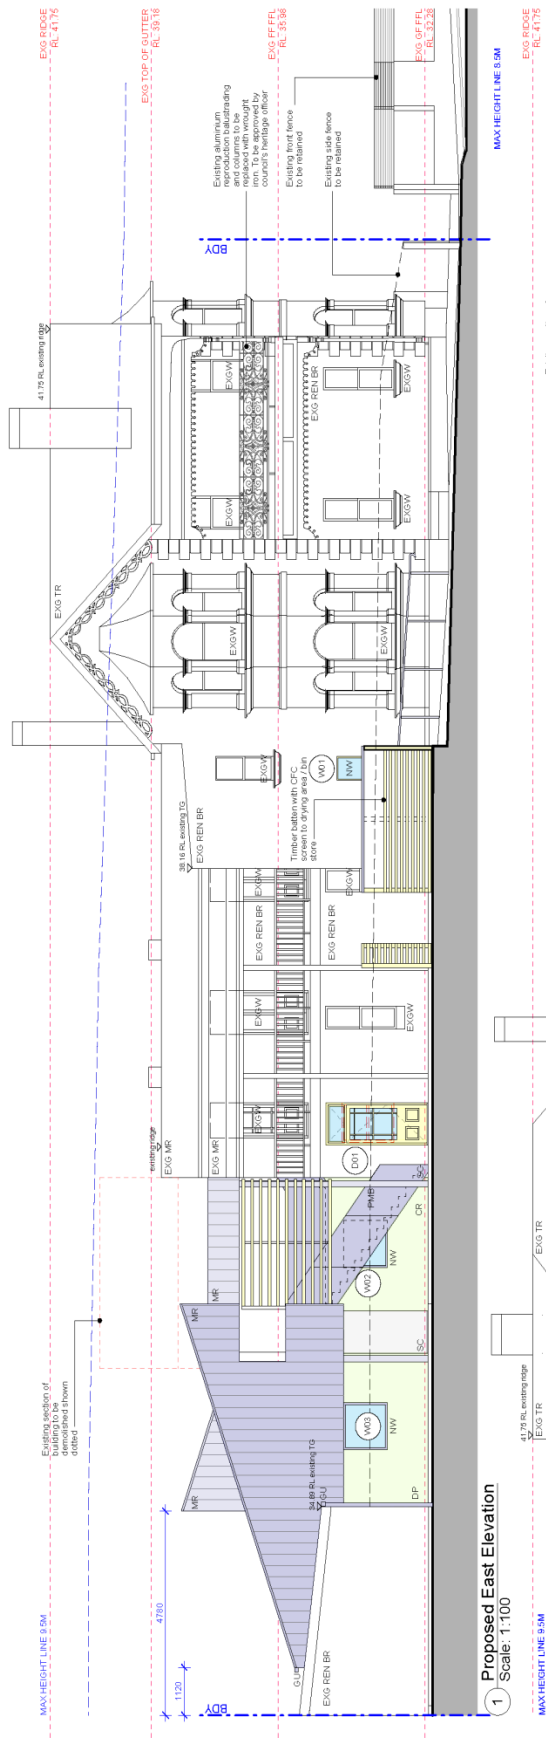 MAX HEIGHT LINE 9.5M
Existing section of
building to be
demolished shown
dotted
4780
1120
BDY
GU
EXG REN BR
MR
MR
MR
34.89 RL existing TG
GU
DP
W03
NW
SC
W02
NW
PMB
CR
SG
existing ridge
EXG MR
EXG MR
D01
EXGW
EXGW
EXGW
EXGW
EXG REN BR
EXG REN BR
38.16 RL existing TG
EXG REN BR
EXGW
EXGW
W01
NW
Timber batten with CFC
screen to drying area / bin
store
EXG TR
EXGW
EXGW
EXGW
EXGW
EXG REN BR
EXGW
EXGW
41.75 RL existing ridge
BDY
Existing aluminium
reproduction balustrading
and columns to be
replaced with wrought
iron. To be approved by
council's heritage officer
Existing front fence
to be retained
Existing side fence
to be retained
EXG RIDGE
RL 41.75
EXG TOP OF GUTTER
RL 39.18
EXG FF FFL
RL 35.98
EXG GF FFL
RL 32.28
MAX HEIGHT LINE 8.5M
1
Proposed East Elevation
Scale: 1:100
MAX HEIGHT LINE 9.5M
41.75 RL existing ridge
EXG TR
EXG TR
EXG RIDGE
RL 41.75